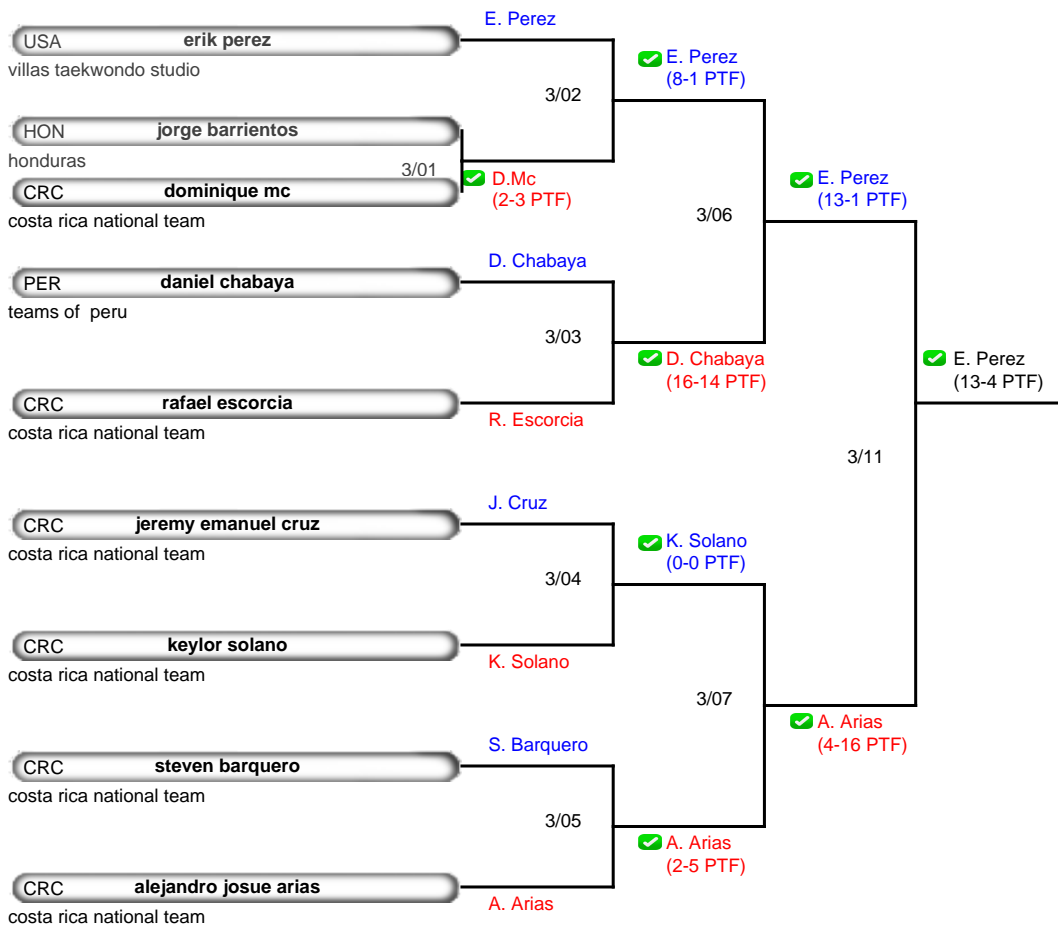 E. Perez
USA erik perez
villas taekwondo studio
E. Perez
(8-1 PTF)
3/02
HON jorge barrientos
honduras
3/01
D.Mc
(2-3 PTF)
CRC dominique mc
costa rica national team
E. Perez
(13-1 PTF)
3/06
D. Chabaya
PER daniel chabaya
teams of  peru
3/03
D. Chabaya
(16-14 PTF)
E. Perez
(13-4 PTF)
CRC rafael escorcia
R. Escorcia
costa rica national team
3/11
J. Cruz
CRC jeremy emanuel cruz
costa rica national team
K. Solano
(0-0 PTF)
3/04
CRC keylor solano
K. Solano
costa rica national team
3/07
A. Arias
(4-16 PTF)
S. Barquero
CRC steven barquero
costa rica national team
3/05
A. Arias
(2-5 PTF)
CRC alejandro josue arias
A. Arias
costa rica national team